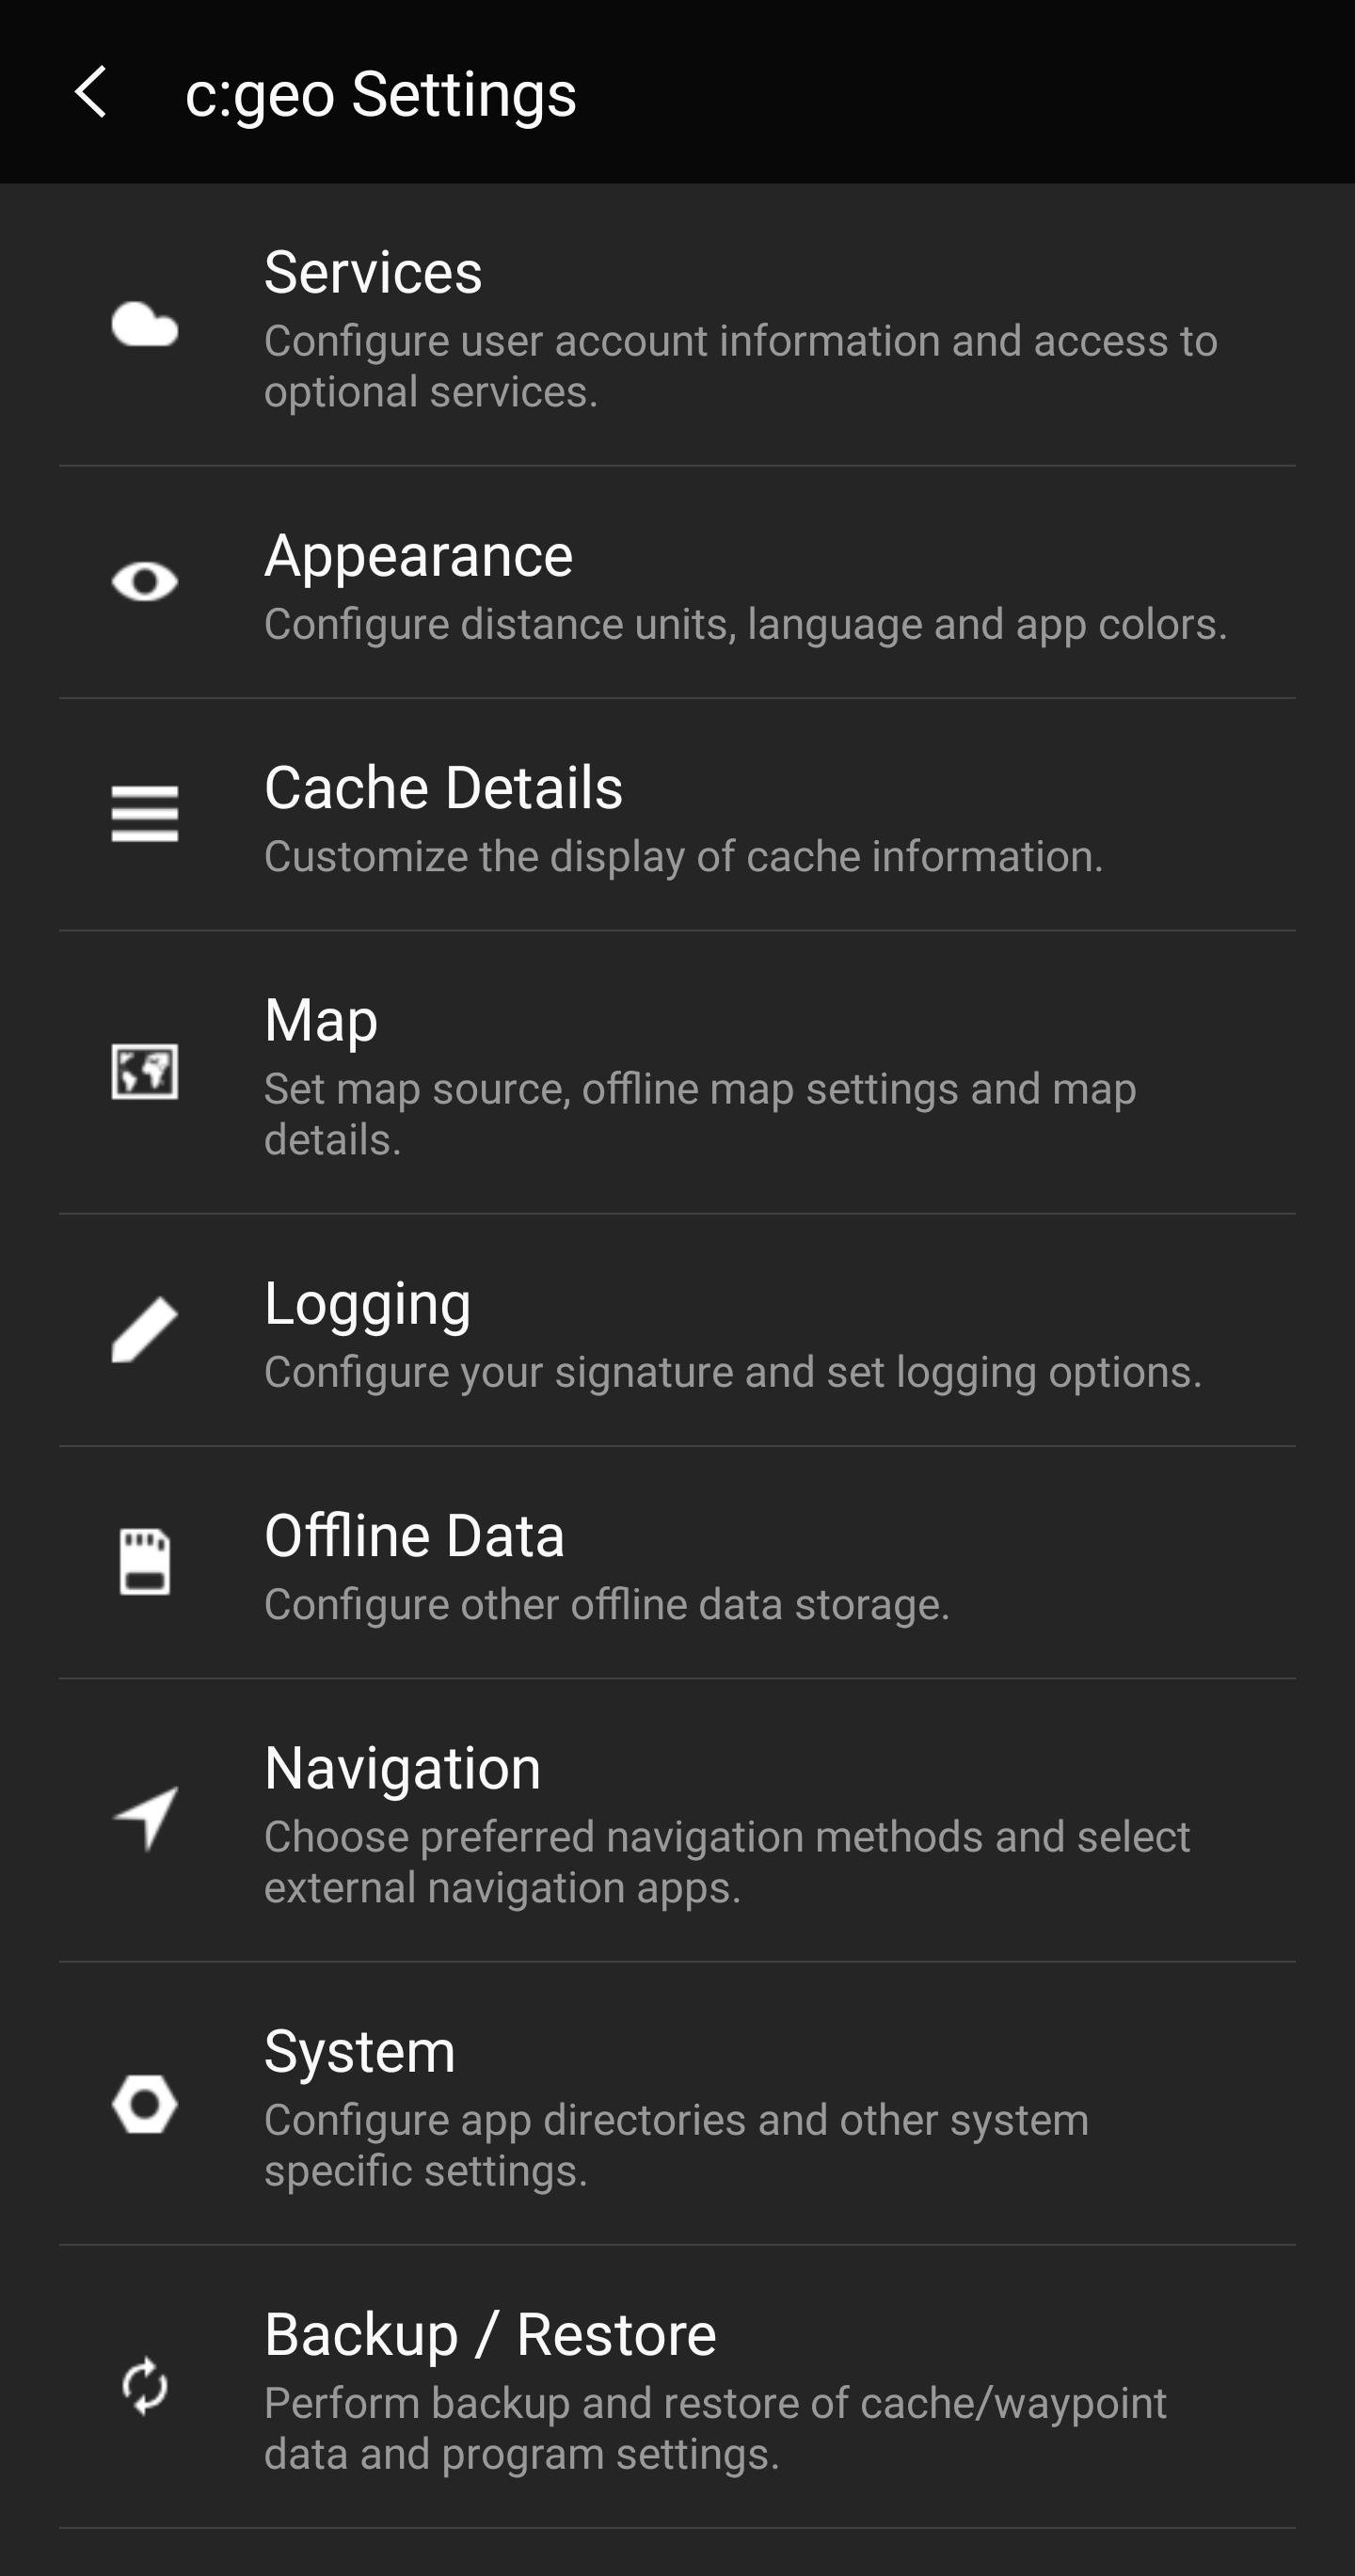 c:geo Settings
Services
Configure user account information and access to
optional services.
Appearance
Configure distance units, language and app colors.
Cache Details
Customize the display of cache information.
Map
Set map source, offline map settings and map
details.
Logging
Configure your signature and set logging options.
Offline Data
Configure other offline data storage.
Navigation
Choose preferred navigation methods and select
external navigation apps.
System
Configure app directories and other system
specific settings.
Backup / Restore
Perform backup and restore of cache/waypoint
data and program settings.